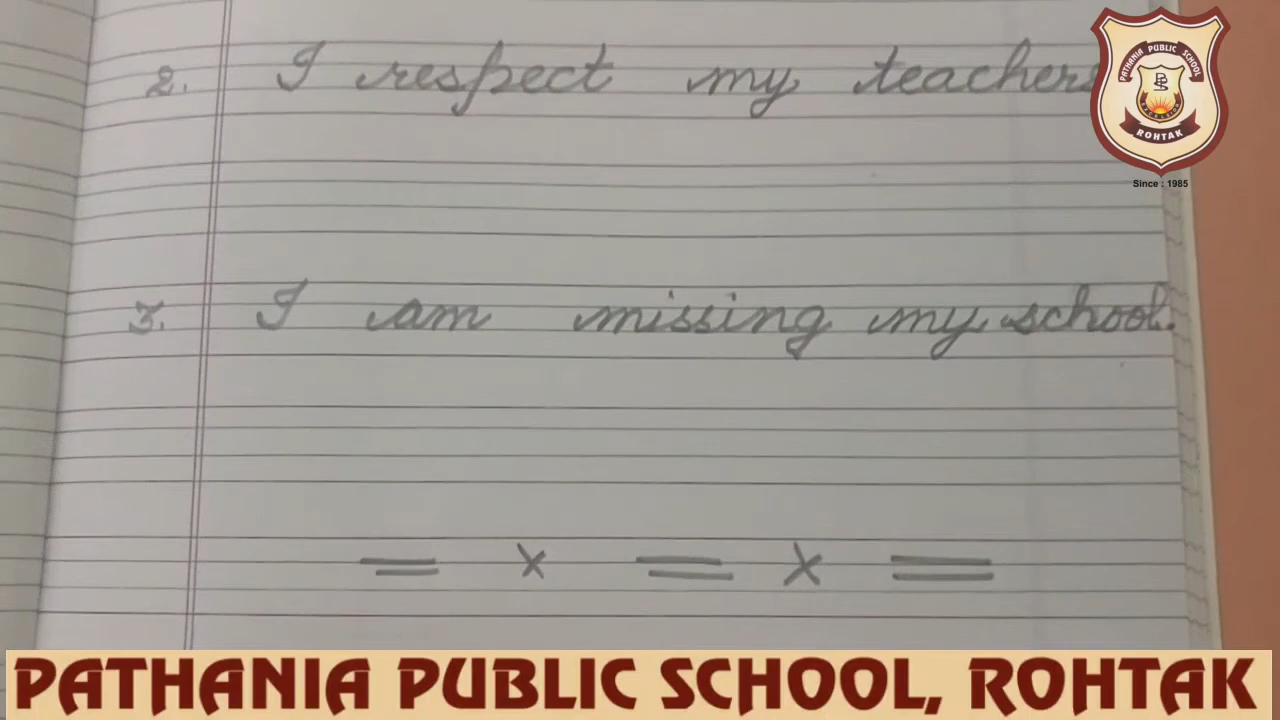 2. I respect my teachers
PATHANIA PUBLIC SCHOOL
PS
EXCELSIOR
ROHTAK
Since : 1985
3. I am missing my school.
= × = × =
PATHANIA PUBLIC SCHOOL, ROHTAK